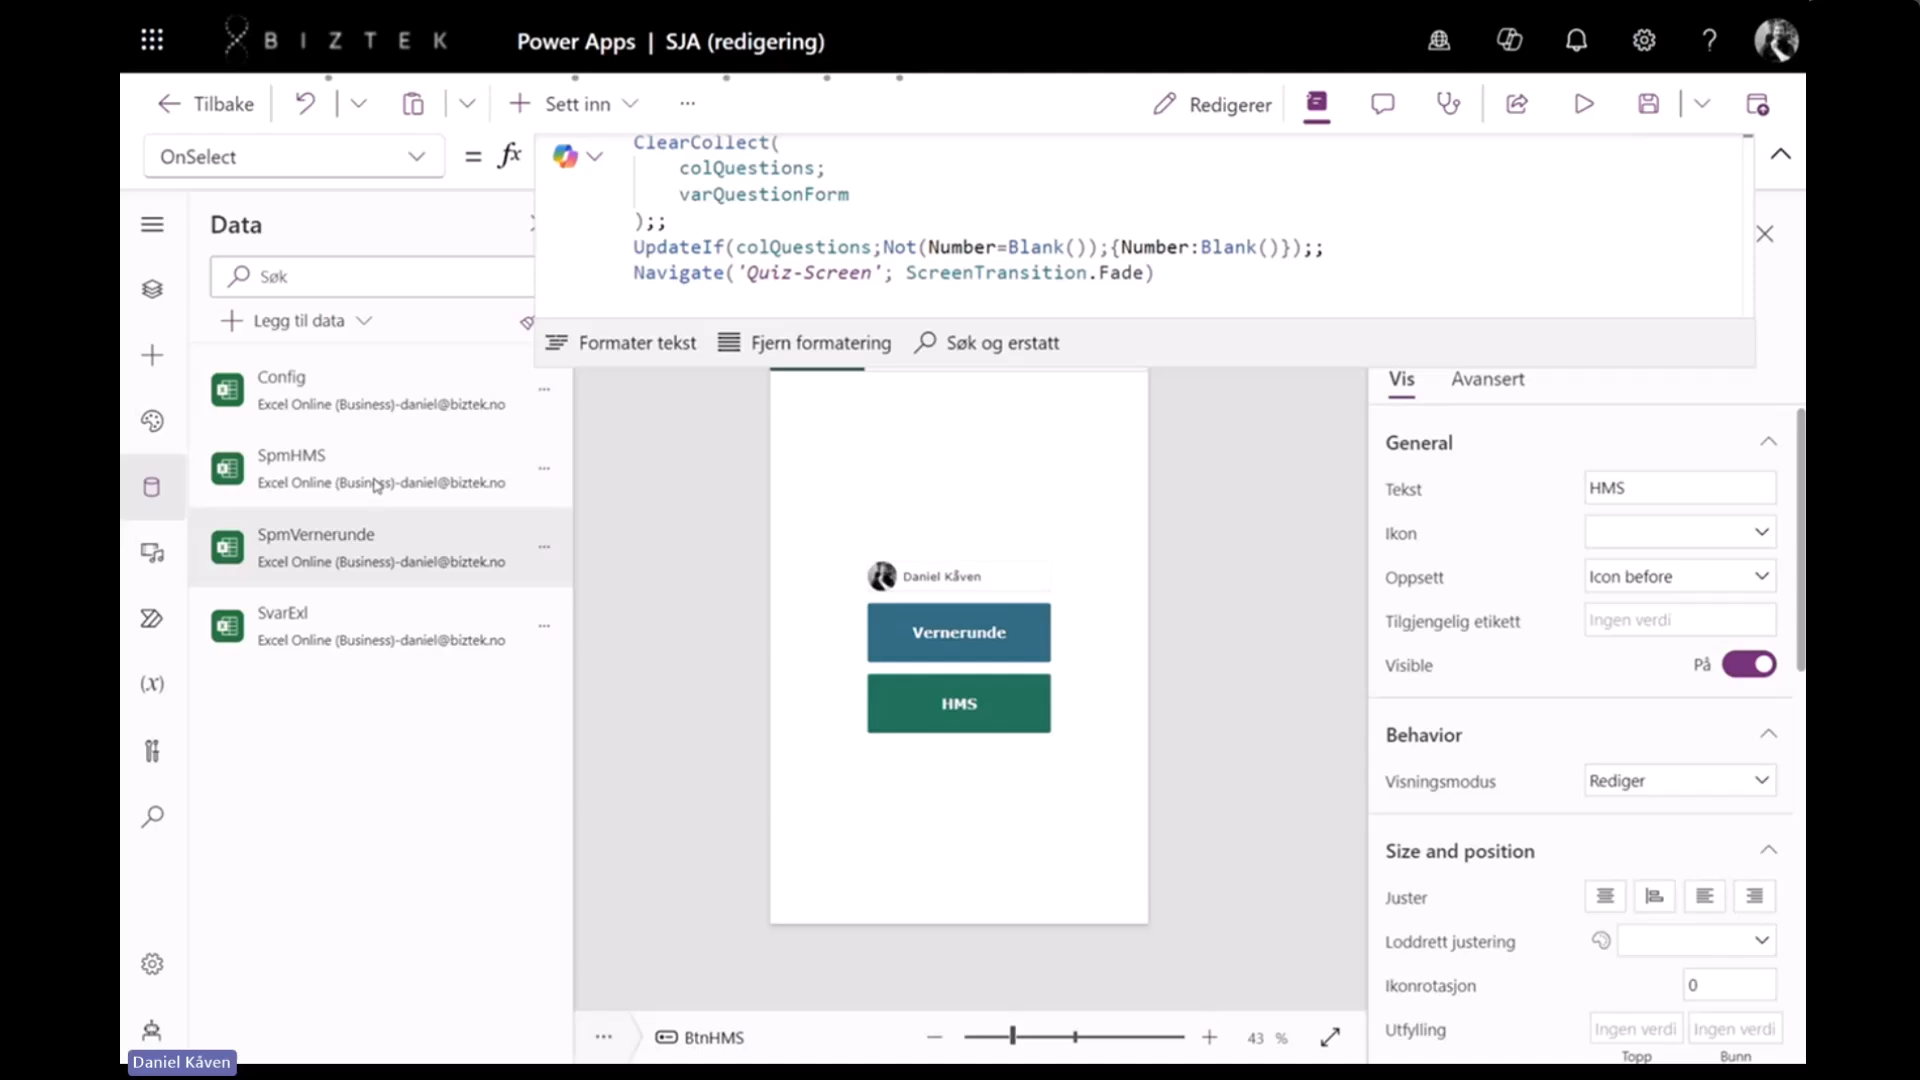 BIZTEK
Power Apps | SJA (redigering)
Tilbake
Sett inn
Redigerer
OnSelect
= fx
ClearCollect(
colQuestions;
varQuestionForm
);;
UpdateIf(colQuestions;Not(Number=Blank());{Number:Blank()});;
Navigate('Quiz-Screen'; ScreenTransition.Fade)
Formater tekst
Fjern formatering
Søk og erstatt
Data
Søk
Legg til data
Config
Excel Online (Business)-daniel@biztek.no
SpmHMS
Excel Online (Business)-daniel@biztek.no
SpmVernerunde
Excel Online (Business)-daniel@biztek.no
SvarExl
Excel Online (Business)-daniel@biztek.no
Daniel Kåven
Vernerunde
HMS
Vis
Avansert
General
Tekst
HMS
Ikon
Oppsett
Icon before
Tilgjengelig etikett
Ingen verdi
Visible
På
Behavior
Visningsmodus
Rediger
Size and position
Juster
Loddrett justering
Ikonrotasjon
0
Utfylling
Ingen verdi
Ingen verdi
Topp
Bunn
BtnHMS
43 %
Daniel Kåven